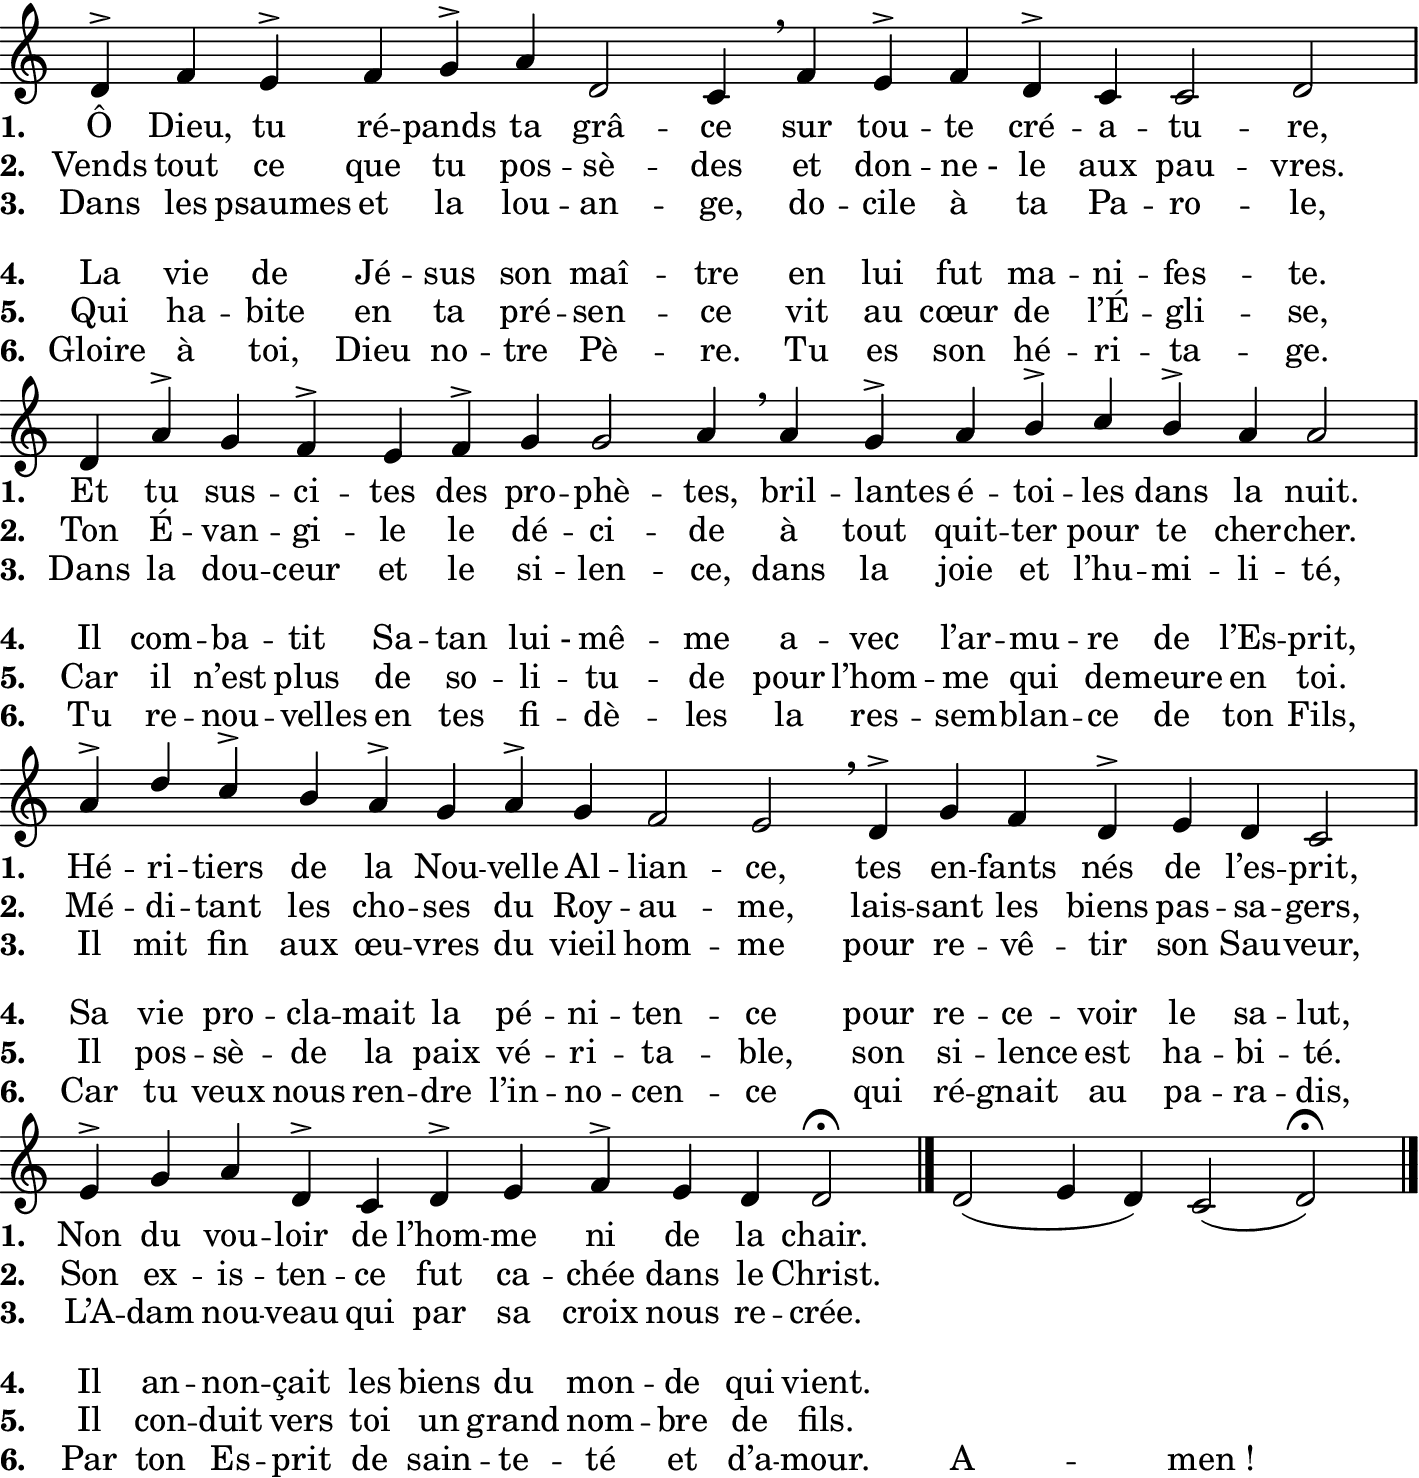 1. Ô Dieu, tu ré -- pands ta grâ -- ce sur tou -- te cré -- a -- tu -- re,
2. Vends tout ce que tu pos -- sè -- des et don -- ne - le aux pau -- vres.
3. Dans les psaumes et la lou -- an -- ge, do -- cile à ta Pa -- ro -- le,
4. La vie de Jé -- sus son maî -- tre en lui fut ma -- ni -- fes -- te.
5. Qui ha -- bite en ta pré -- sen -- ce vit au cœur de l’É -- gli -- se,
6. Gloire à toi, Dieu no -- tre Pè -- re. Tu es son hé -- ri -- ta -- ge.
1. Et tu sus -- ci -- tes des pro -- phè -- tes, bril -- lantes é -- toi -- les dans la nuit.
2. Ton É -- van -- gi -- le le dé -- ci -- de à tout quit -- ter pour te chercher.
3. Dans la dou -- ceur et le si -- len -- ce, dans la joie et l’hu -- mi -- li -- té,
4. Il com -- ba -- tit Sa -- tan lui - mê -- me a -- vec l’ar -- mu -- re de l’Es -- prit,
5. Car il n’est plus de so -- li -- tu -- de pour l’hom -- me qui demeure en toi.
6. Tu re -- nou -- velles en tes fi -- dè -- les la res -- semblan -- ce de ton Fils,
1. Hé -- ri -- tiers de la Nou -- velle Al -- lian -- ce, tes en -- fants nés de l’es -- prit,
2. Mé -- di -- tant les cho -- ses du Roy -- au -- me, lais -- sant les biens pas -- sa -- gers,
3. Il mit fin aux œu -- vres du vieil hom -- me pour re -- vê -- tir son Sauveur,
4. Sa vie pro -- cla -- mait la pé -- ni -- ten -- ce pour re -- ce -- voir le sa -- lut,
5. Il pos -- sè -- de la paix vé -- ri -- ta -- ble, son si -- lence est ha -- bi -- té.
6. Car tu veux nous ren -- dre l’in -- no -- cen -- ce qui ré -- gnait au pa -- ra -- dis,
1. Non du vou -- loir de l’hom -- me ni de la chair.
2. Son ex -- is -- ten -- ce fut ca -- chée dans le Christ.
3. L’A -- dam nou -- veau qui par sa croix nous re -- crée.
4. Il an -- non -- çait les biens du mon -- de qui vient.
5. Il con -- duit vers toi un grand nom -- bre de fils.
6. Par ton Es -- prit de sain -- te -- té et d’a -- mour. A -- men !